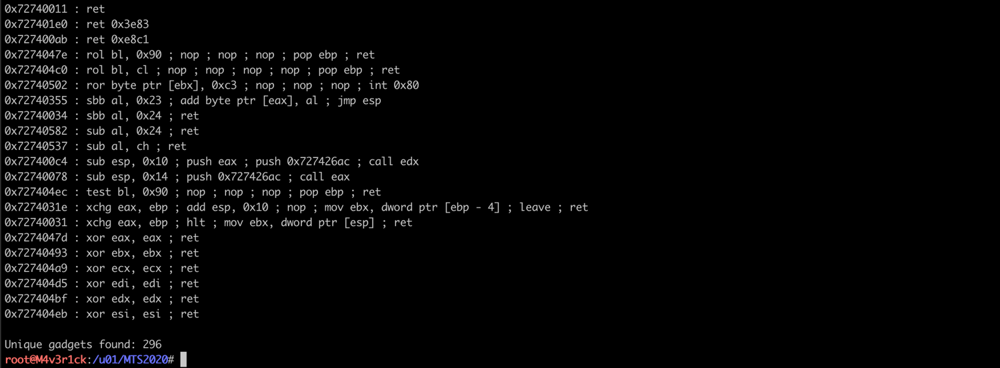 0x72740011 : ret
0x727401e0 : ret 0x3e83
0x727400ab : ret 0xe8c1
0x7274047e : rol bl, 0x90 ; nop ; nop ; nop ; pop ebp ; ret
0x727404c0 : rol bl, cl ; nop ; nop ; nop ; nop ; pop ebp ; ret
0x72740502 : ror byte ptr [ebx], 0xc3 ; nop ; nop ; nop ; int 0x80
0x72740355 : sbb al, 0x23 ; add byte ptr [eax], al ; jmp esp
0x72740034 : sbb al, 0x24 ; ret
0x72740582 : sub al, 0x24 ; ret
0x72740537 : sub al, ch ; ret
0x727400c4 : sub esp, 0x10 ; push eax ; push 0x727426ac ; call edx
0x72740078 : sub esp, 0x14 ; push 0x727426ac ; call eax
0x727404ec : test bl, 0x90 ; nop ; nop ; nop ; pop ebp ; ret
0x7274031e : xchg eax, ebp ; add esp, 0x10 ; nop ; mov ebx, dword ptr [ebp - 4] ; leave ; ret
0x72740031 : xchg eax, ebp ; hlt ; mov ebx, dword ptr [esp] ; ret
0x7274047d : xor eax, eax ; ret
0x72740493 : xor ebx, ebx ; ret
0x727404a9 : xor ecx, ecx ; ret
0x727404d5 : xor edi, edi ; ret
0x727404bf : xor edx, edx ; ret
0x727404eb : xor esi, esi ; ret
Unique gadgets found: 296
root@M4v3r1ck:/u01/MTS2020#